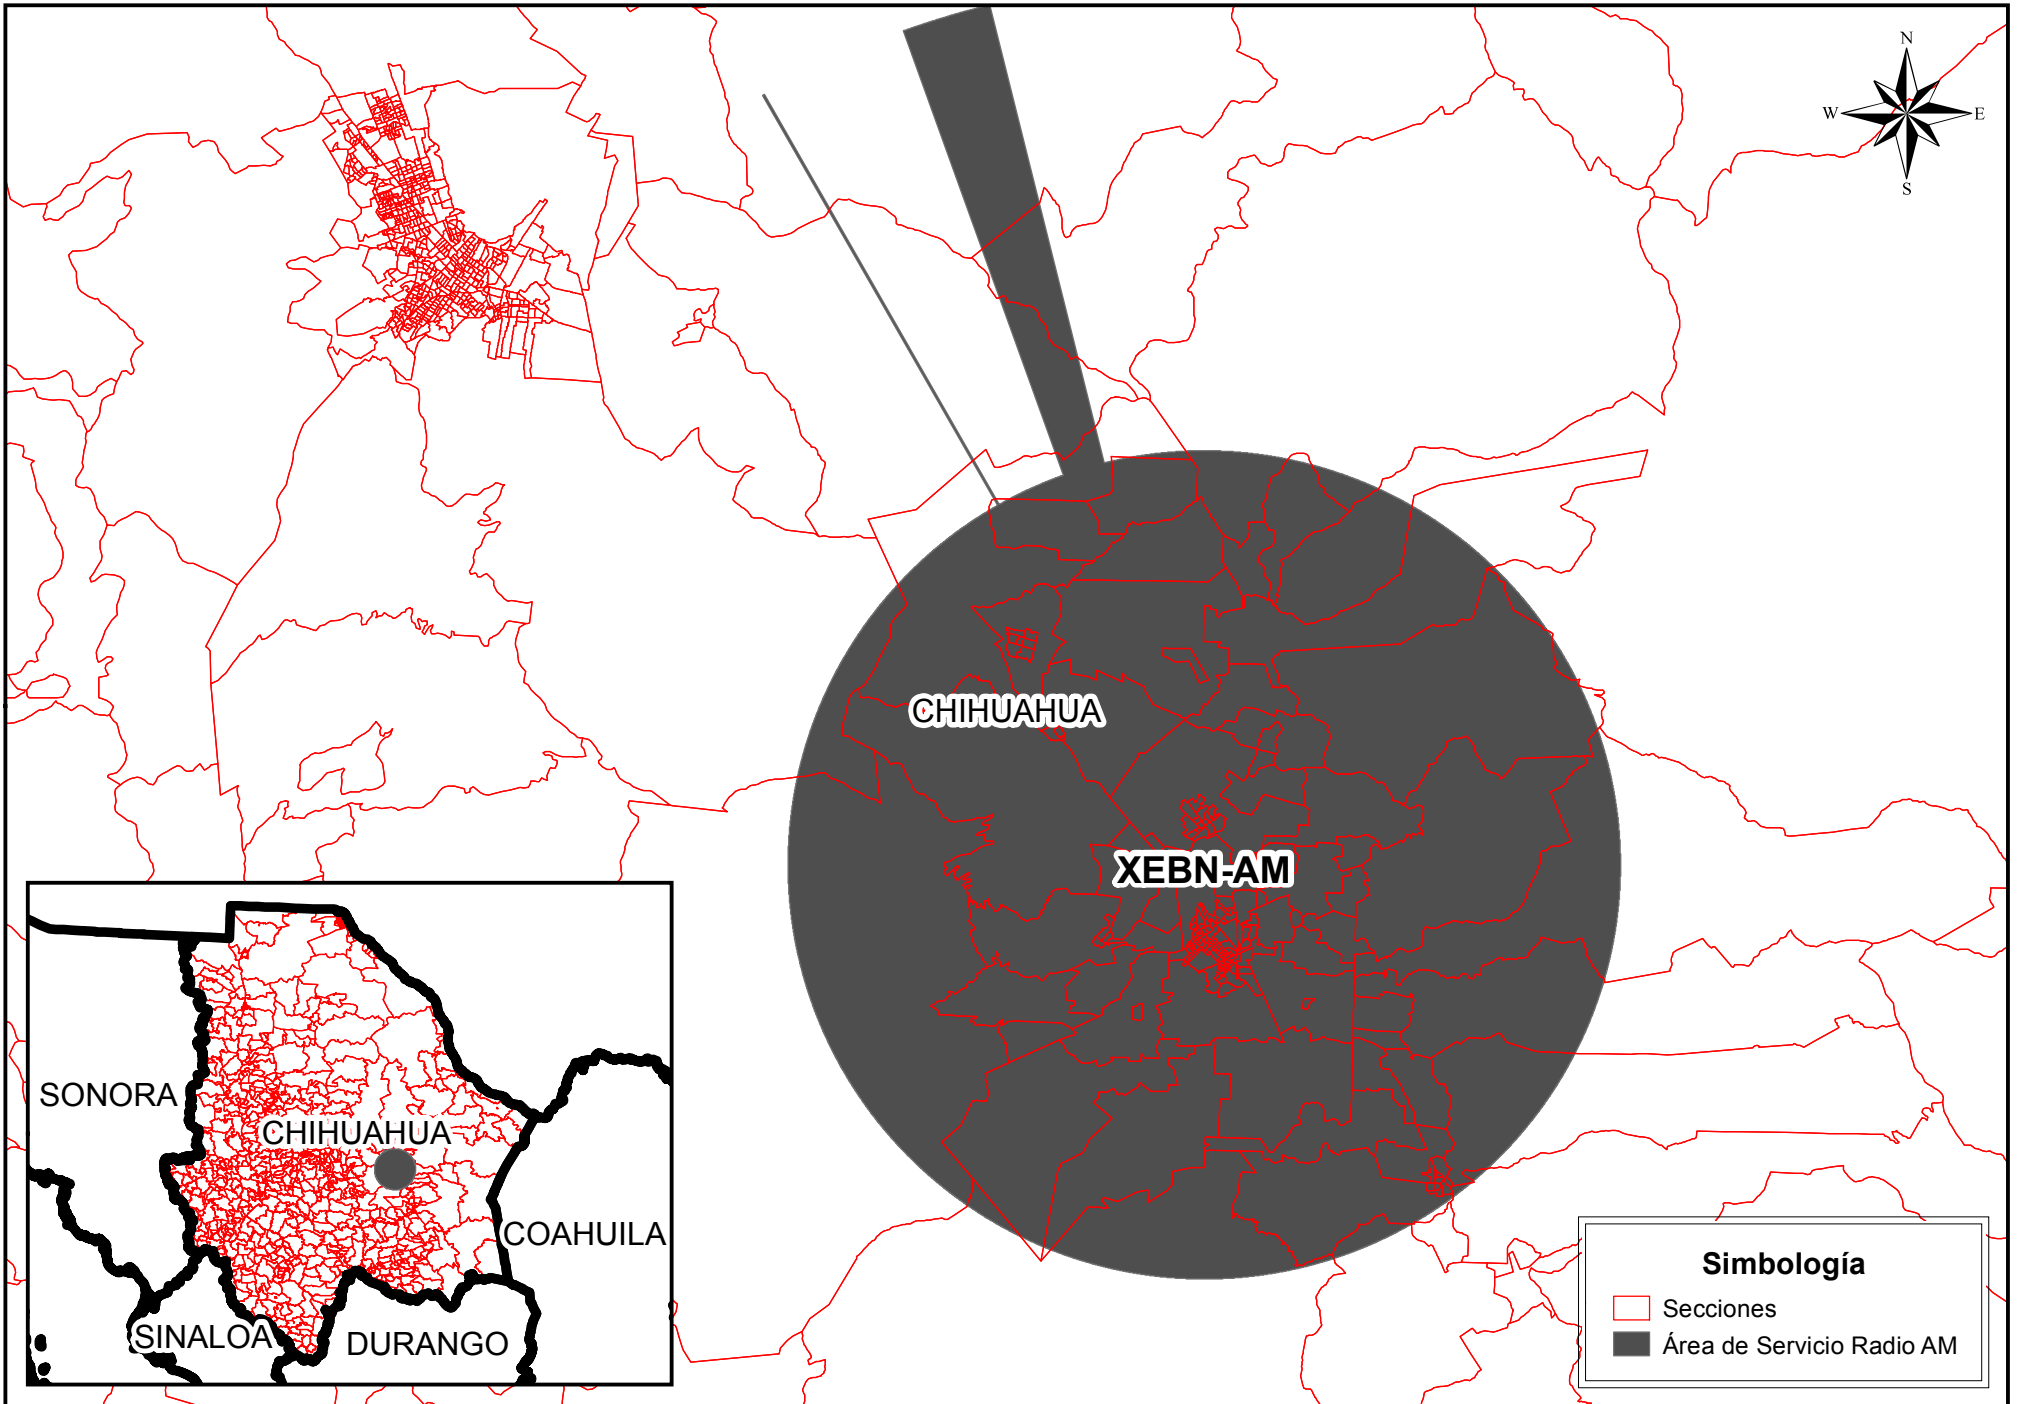 N
W
E
S
CHIHUAHUA
XEBN-AM
SONORA
CHIHUAHUA
COAHUILA
SINALOA
DURANGO
Simbología
Secciones
Área de Servicio Radio AM